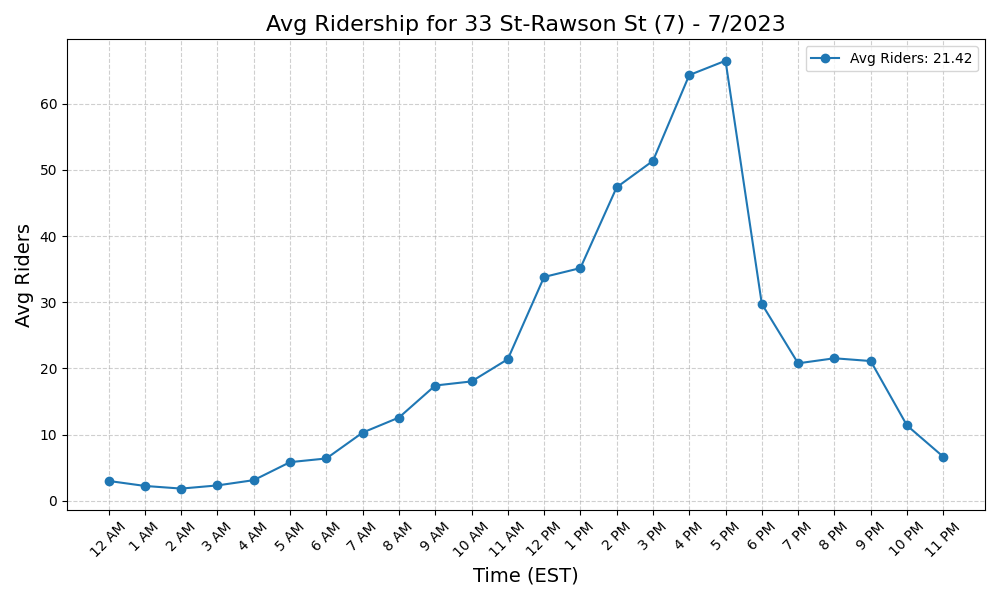 Avg Ridership for 33 St-Rawson St (7) - 7/2023
Avg Riders: 21.42
Avg Riders
60
50
40
30
20
10
0
12 AM
1 AM
2 AM
3 AM
4 AM
5 AM
6 AM
7 AM
8 AM
9 AM
10 AM
11 AM
12 PM
1 PM
2 PM
3 PM
4 PM
5 PM
6 PM
7 PM
8 PM
9 PM
10 PM
11 PM
Time (EST)